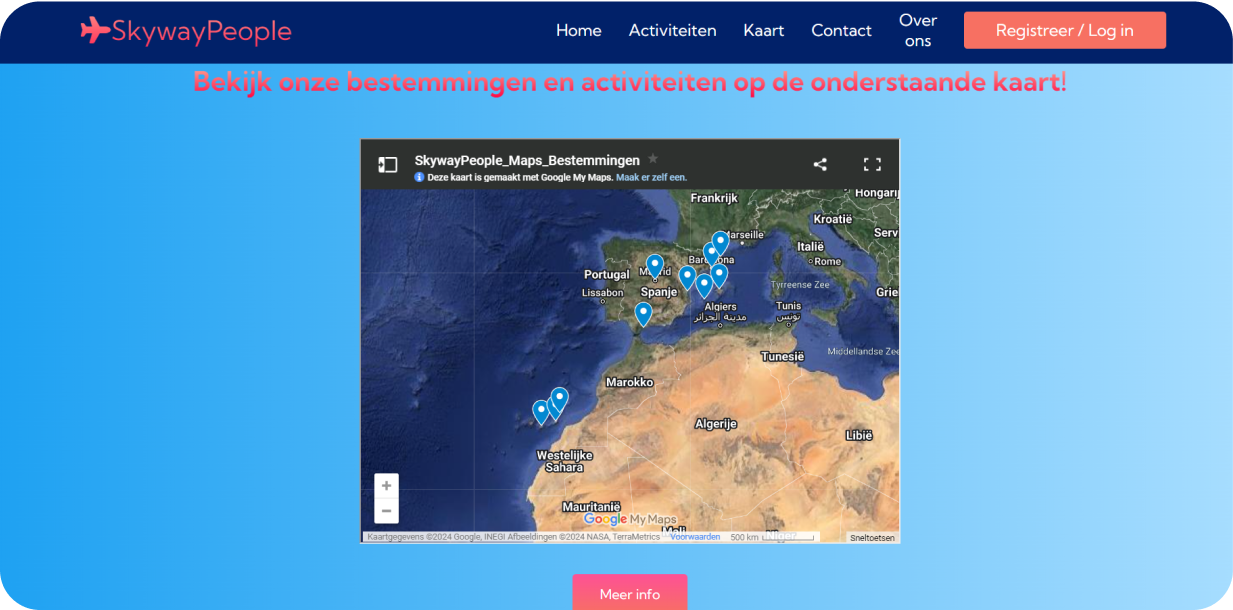 SkywayPeople
Home
Activiteiten
Kaart
Contact
Over
ons
Registreer / Log in
Bekijk onze bestemmingen en activiteiten op de onderstaande kaart!
SkywayPeople_Maps_Bestemmingen
Deze kaart is gemaakt met Google My Maps. Maak er zelf een.
Frankrijk
Hongarij
Kroatië
Serv
Marseille
Italië
Rome
Portugal
Spanje
Lissabon
Tyrreense Zee
Grie
Algiers
مدينة الجزائر
Tunis
تونس
Tunesië
Middellandse Zee
Marokko
Algerije
Libië
Westelijke
Sahara
Mauritanië
Google My Maps
Mali
Niger
Kaartgegevens ©2024 Google, INEGI Afbeeldingen ©2024 NASA, TerraMetrics
Voorwaarden
500 km
Sneltoetsen
Meer info